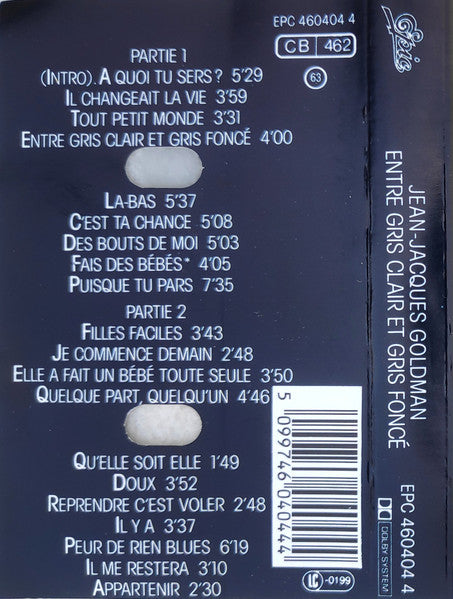 EPC 460404 4
CB 462
63
PARTIE 1
(INTRO). A QUOI TU SERS ? 5'29
IL CHANGEAIT LA VIE 3'59
TOUT PETIT MONDE 3'31
ENTRE GRIS CLAIR ET GRIS FONCÉ 4'00
LA-BAS 5'37
C'EST TA CHANCE 5'08
DES BOUTS DE MOI 5'03
FAIS DES BÉBÉS* 4'05
PUISQUE TU PARS 7'35
PARTIE 2
FILLES FACILES 3'43
JE COMMENCE DEMAIN 2'48
ELLE A FAIT UN BÉBÉ TOUTE SEULE 3'50
QUELQUE PART, QUELQU'UN 4'46
QU'ELLE SOIT ELLE 1'49
DOUX 3'52
REPRENDRE C'EST VOLER 2'48
IL Y A 3'37
PEUR DE RIEN BLUES 6'19
IL ME RESTERA 3'10
APPARTENIR 2'30
5 099746 040444
LC -0199
Epic
JEAN-JACQUES GOLDMAN
ENTRE GRIS CLAIR ET GRIS FONCÉ
EPC 460404 4
DOLBY SYSTEM